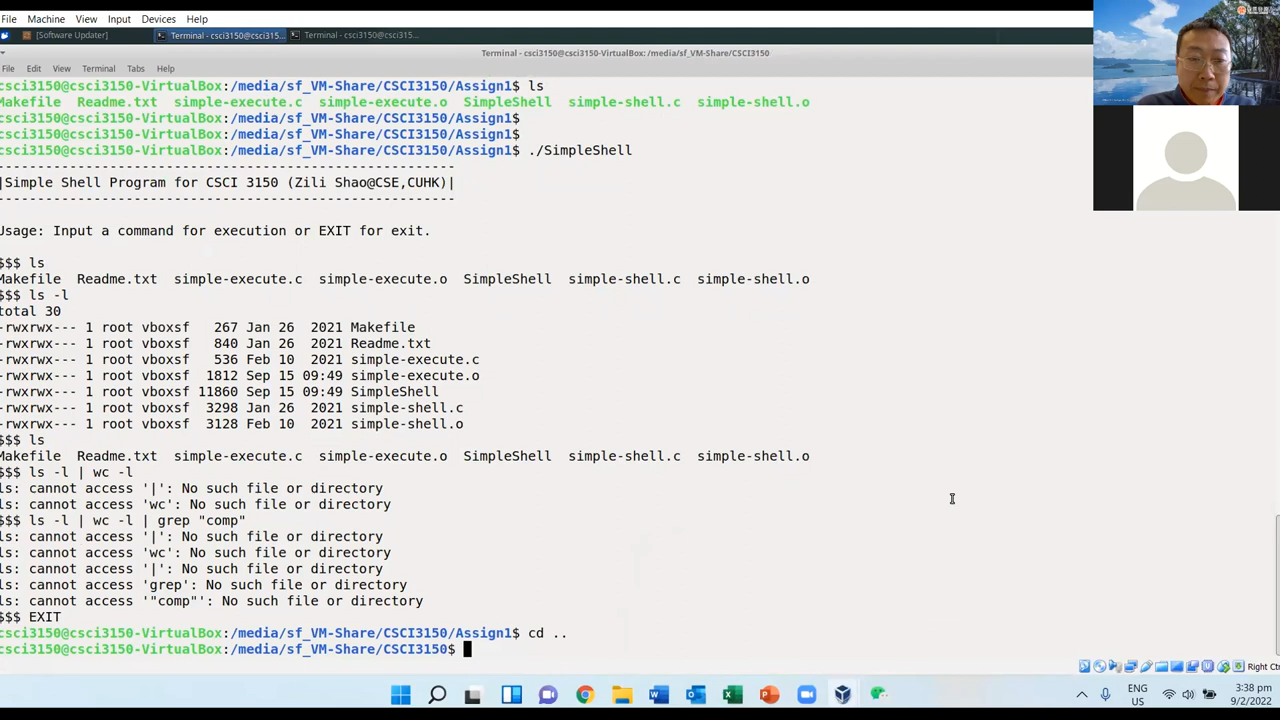 File Machine View Input Devices Help
[Software Updater] Terminal - csci3150@csci315... Terminal - csci3150@csci315...
Terminal - csci3150@csci3150-VirtualBox: /media/sf_VM-Share/CSCI3150
File Edit View Terminal Tabs Help
csci3150@csci3150-VirtualBox:/media/sf_VM-Share/CSCI3150/Assign1$ ls
Makefile Readme.txt simple-execute.c simple-execute.o SimpleShell simple-shell.c simple-shell.o
csci3150@csci3150-VirtualBox:/media/sf_VM-Share/CSCI3150/Assign1$
csci3150@csci3150-VirtualBox:/media/sf_VM-Share/CSCI3150/Assign1$
csci3150@csci3150-VirtualBox:/media/sf_VM-Share/CSCI3150/Assign1$ ./SimpleShell
---------------------------------------------------------
|Simple Shell Program for CSCI 3150 (Zili Shao@CSE,CUHK)|
---------------------------------------------------------
Usage: Input a command for execution or EXIT for exit.
$$$ ls
Makefile Readme.txt simple-execute.c simple-execute.o SimpleShell simple-shell.c simple-shell.o
$$$ ls -l
total 30
-rwxrwx--- 1 root vboxsf 267 Jan 26 2021 Makefile
-rwxrwx--- 1 root vboxsf 840 Jan 26 2021 Readme.txt
-rwxrwx--- 1 root vboxsf 536 Feb 10 2021 simple-execute.c
-rwxrwx--- 1 root vboxsf 1812 Sep 15 09:49 simple-execute.o
-rwxrwx--- 1 root vboxsf 11860 Sep 15 09:49 SimpleShell
-rwxrwx--- 1 root vboxsf 3298 Jan 26 2021 simple-shell.c
-rwxrwx--- 1 root vboxsf 3128 Feb 10 2021 simple-shell.o
$$$ ls
Makefile Readme.txt simple-execute.c simple-execute.o SimpleShell simple-shell.c simple-shell.o
$$$ ls -l | wc -l
ls: cannot access '|': No such file or directory
ls: cannot access 'wc': No such file or directory
$$$ ls -l | wc -l | grep "comp"
ls: cannot access '|': No such file or directory
ls: cannot access 'wc': No such file or directory
ls: cannot access '|': No such file or directory
ls: cannot access 'grep': No such file or directory
ls: cannot access '"comp"': No such file or directory
$$$ EXIT
csci3150@csci3150-VirtualBox:/media/sf_VM-Share/CSCI3150/Assign1$ cd ..
csci3150@csci3150-VirtualBox:/media/sf_VM-Share/CSCI3150$
Right Ctr
ENG
US
3:38 pm
9/2/2022